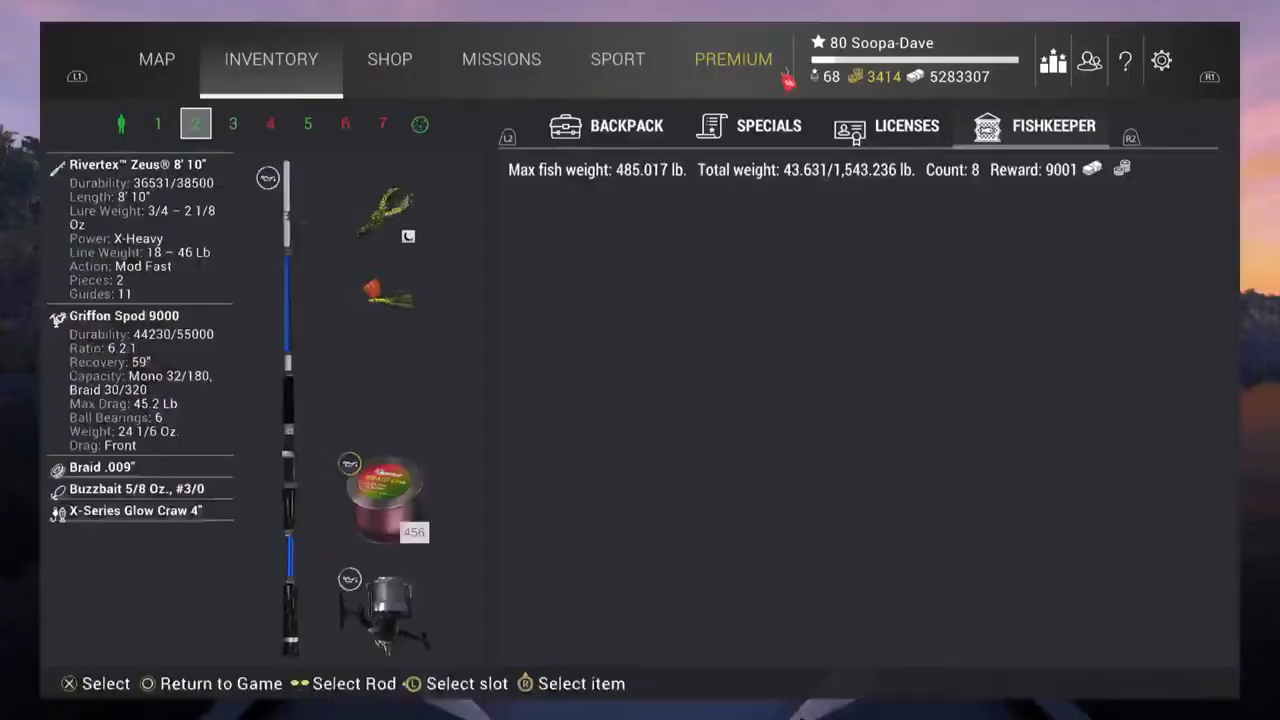 MAP INVENTORY SHOP MISSIONS SPORT PREMIUM
80 Soopa-Dave
68 3414 5283307
L1
R1
?
1 2 3 4 5 6 7
L2 BACKPACK SPECIALS LICENSES FISHKEEPER R2
Max fish weight: 485.017 lb. Total weight: 43.631/1,543.236 lb. Count: 8 Reward: 9001
Rivertex™ Zeus® 8' 10"
Durability: 36531/38500
Length: 8' 10"
Lure Weight: 3/4 – 2 1/8
Oz
Power: X-Heavy
Line Weight: 18 – 46 Lb
Action: Mod Fast
Pieces: 2
Guides: 11
Griffon Spod 9000
Durability: 44230/55000
Ratio: 6.2:1
Recovery: 59"
Capacity: Mono 32/180,
Braid 30/320
Max Drag: 45.2 Lb
Ball Bearings: 6
Weight: 24 1/6 Oz.
Drag: Front
Braid .009"
Buzzbait 5/8 Oz., #3/0
X-Series Glow Craw 4"
456
Select Return to Game Select Rod L Select slot R Select item